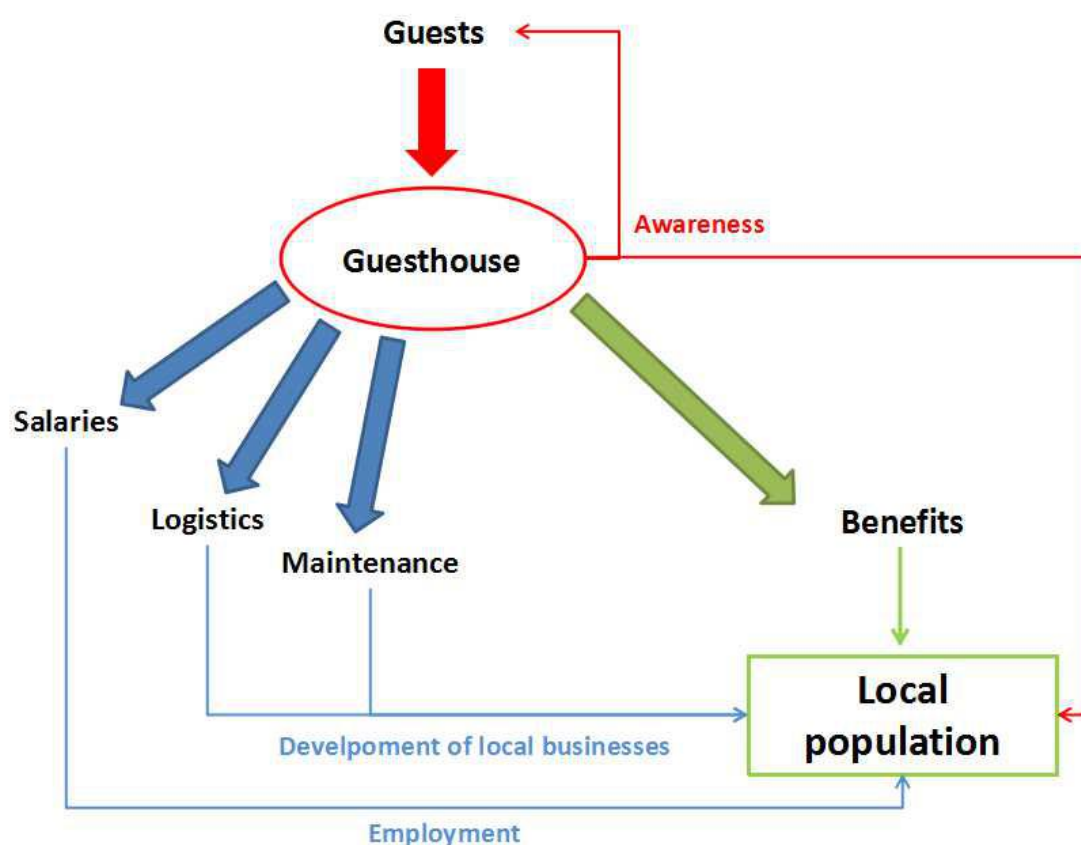 Guests
Awareness
Guesthouse
Salaries
Logistics
Benefits
Maintenance
Local
population
Develpoment of local businesses
Employment